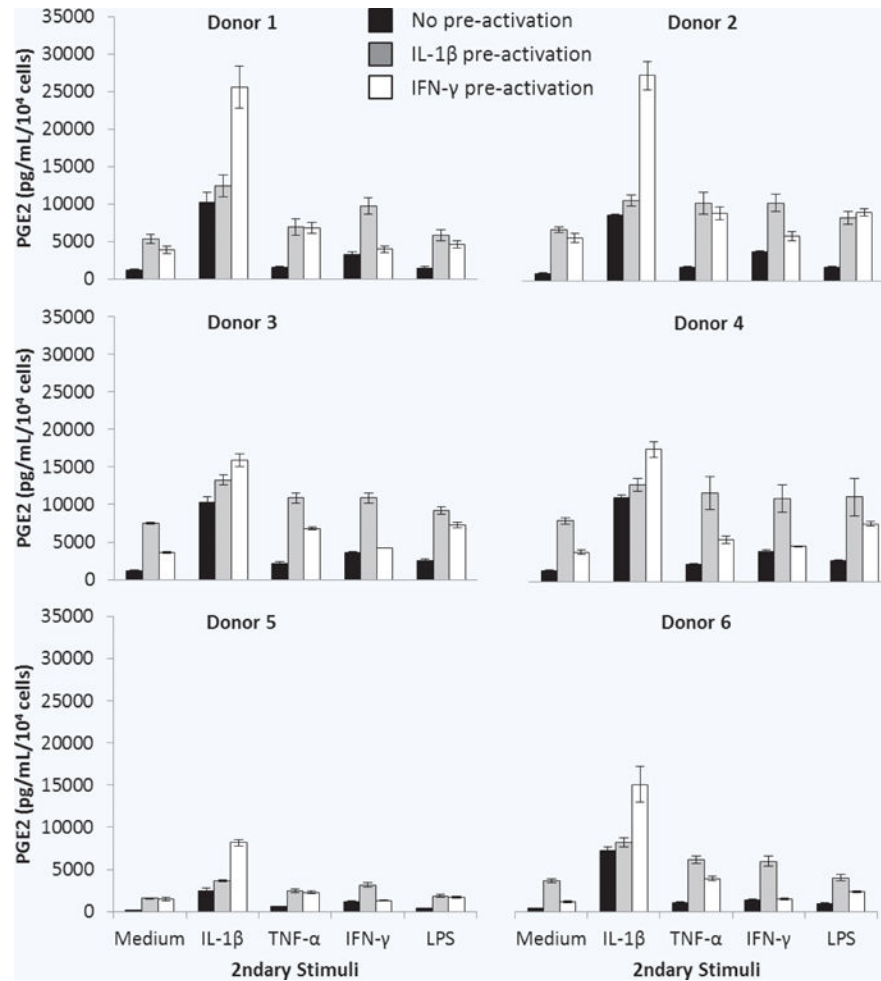 Donor 1
Donor 2
No pre-activation
IL-1β pre-activation
IFN-γ pre-activation
PGE2 (pg/mL/10⁴ cells)
35000
30000
25000
20000
15000
10000
5000
0
Donor 3
Donor 4
PGE2 (pg/mL/10⁴ cells)
35000
30000
25000
20000
15000
10000
5000
0
Donor 5
Donor 6
PGE2 (pg/mL/10⁴ cells)
35000
30000
25000
20000
15000
10000
5000
0
Medium IL-1β TNF-α IFN-γ LPS
Medium IL-1β TNF-α IFN-γ LPS
2ndary Stimuli
2ndary Stimuli